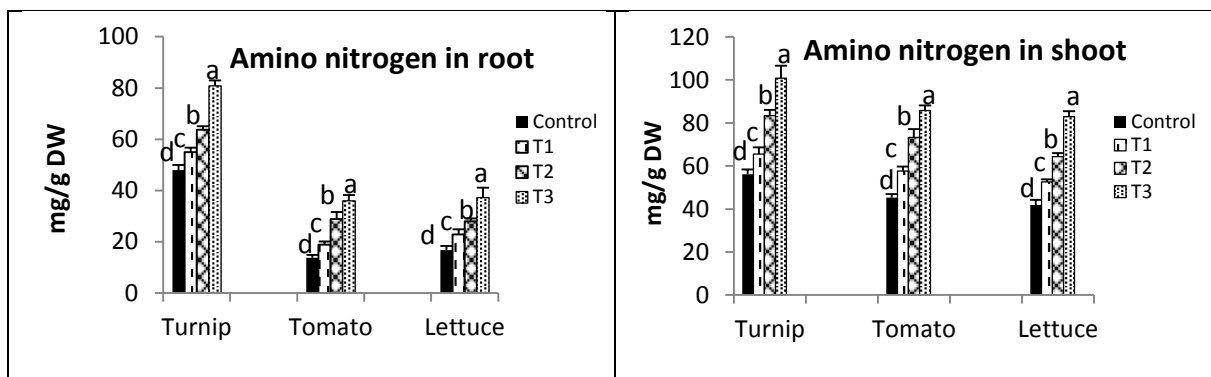 Amino nitrogen in root
mg/g DW
100
80
60
40
20
0
d
c
b
a
d
c
b
a
d
c
b
a
Turnip
Tomato
Lettuce
Control
T1
T2
T3
Amino nitrogen in shoot
mg/g DW
120
100
80
60
40
20
0
d
c
b
a
d
c
b
a
d
c
b
a
Turnip
Tomato
Lettuce
Control
T1
T2
T3